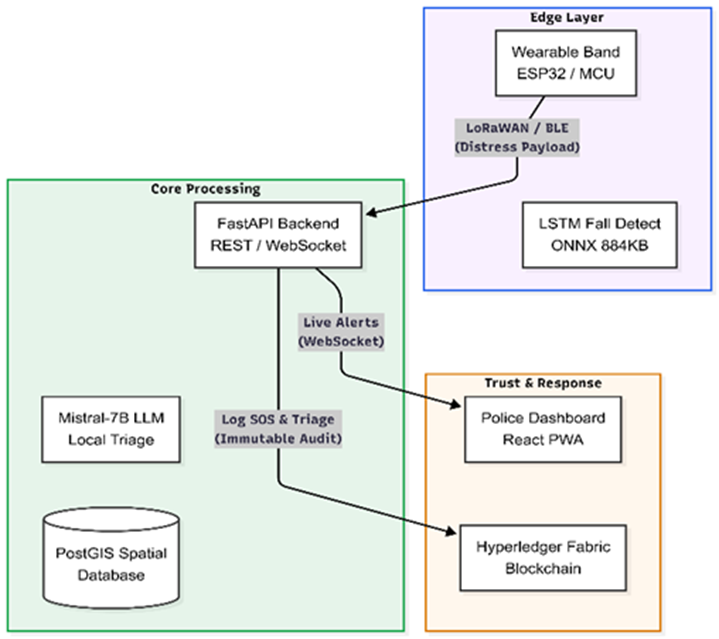 Edge Layer
Wearable Band
ESP32 / MCU
LoRaWAN / BLE
(Distress Payload)
LSTM Fall Detect
ONNX 884KB
Core Processing
FastAPI Backend
REST / WebSocket
Live Alerts
(WebSocket)
Log SOS & Triage
(Immutable Audit)
Mistral-7B LLM
Local Triage
PostGIS Spatial
Database
Trust & Response
Police Dashboard
React PWA
Hyperledger Fabric
Blockchain